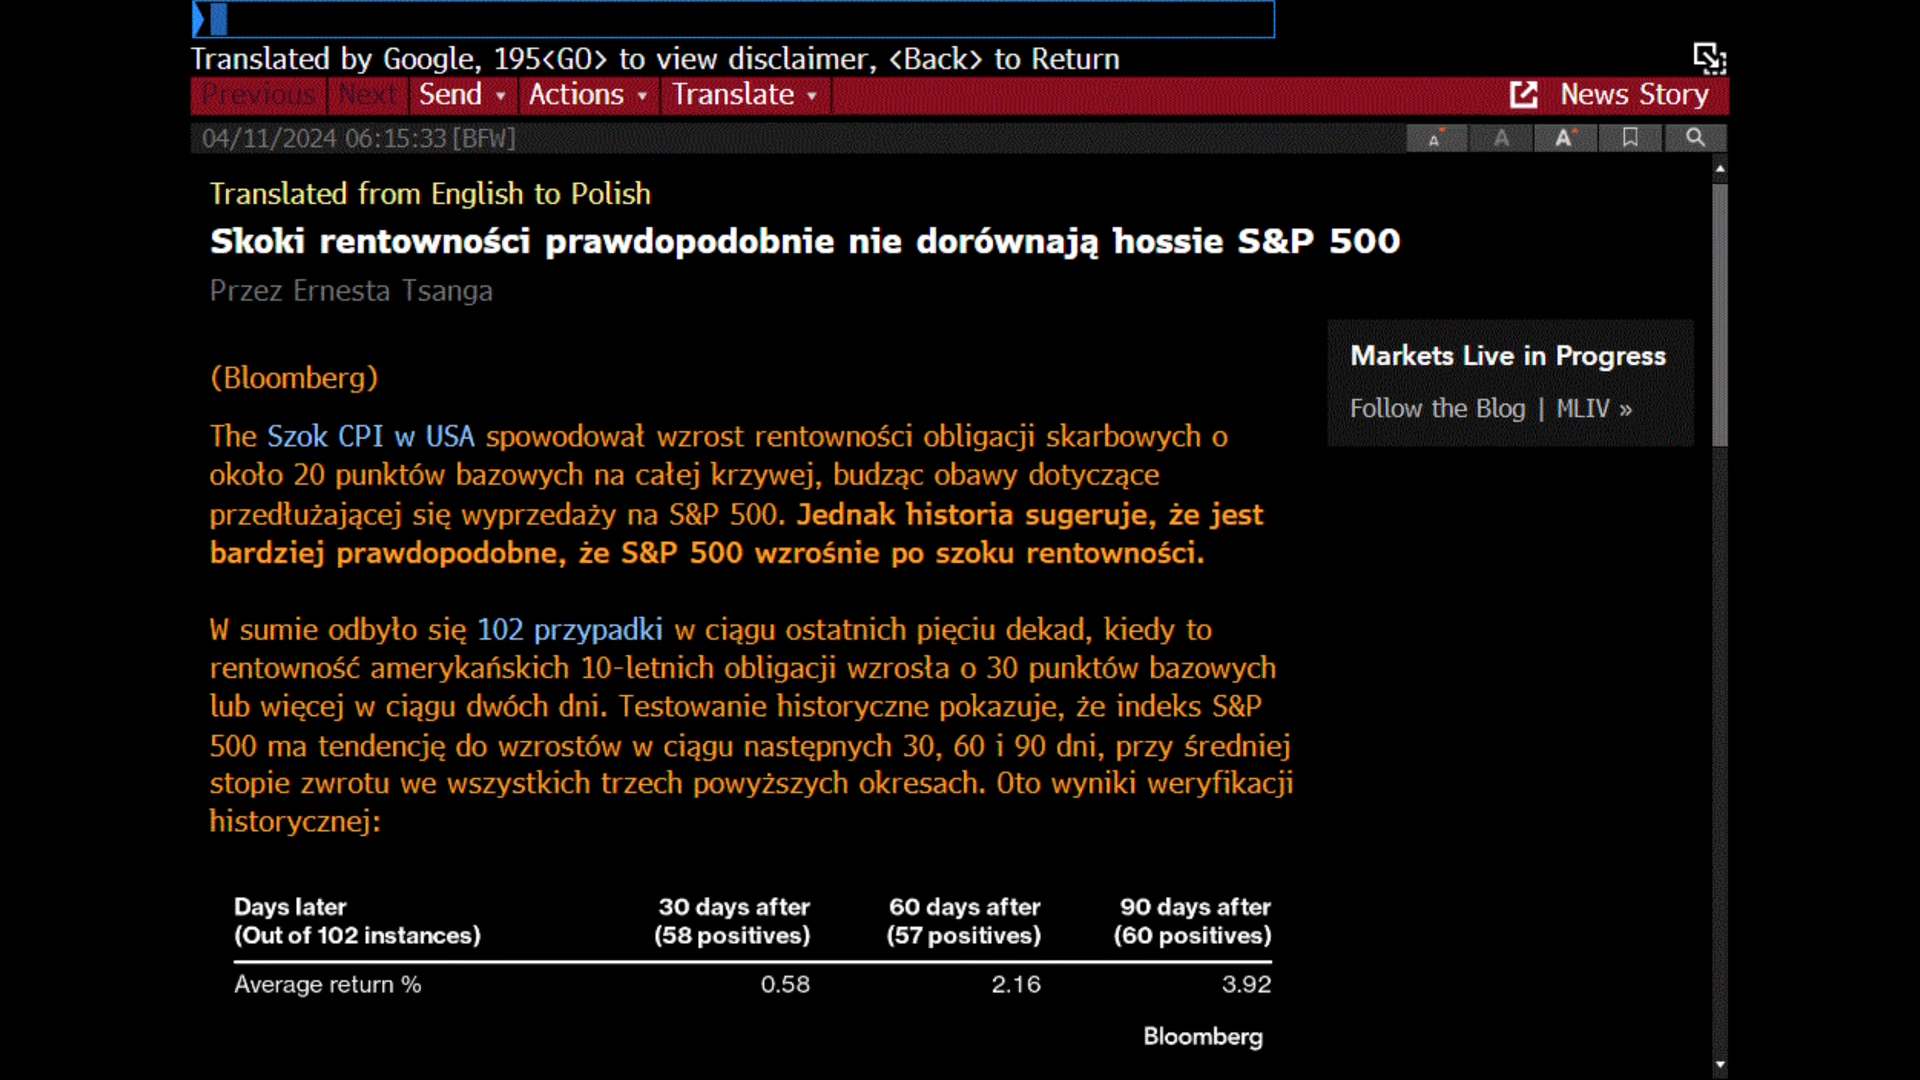 Translated by Google, 195<GO> to view disclaimer, <Back> to Return
Previous Next Send Actions Translate News Story
04/11/2024 06:15:33 [BFW] A A A
Translated from English to Polish
Skoki rentowności prawdopodobnie nie dorównają hossie S&P 500
Przez Ernesta Tsanga
Markets Live in Progress
Follow the Blog | MLIV »
(Bloomberg)
The Szok CPI w USA spowodował wzrost rentowności obligacji skarbowych o
około 20 punktów bazowych na całej krzywej, budząc obawy dotyczące
przedłużającej się wyprzedaży na S&P 500. Jednak historia sugeruje, że jest
bardziej prawdopodobne, że S&P 500 wzrośnie po szoku rentowności.
W sumie odbyło się 102 przypadki w ciągu ostatnich pięciu dekad, kiedy to
rentowność amerykańskich 10-letnich obligacji wzrosła o 30 punktów bazowych
lub więcej w ciągu dwóch dni. Testowanie historyczne pokazuje, że indeks S&P
500 ma tendencję do wzrostów w ciągu następnych 30, 60 i 90 dni, przy średniej
stopie zwrotu we wszystkich trzech powyższych okresach. Oto wyniki weryfikacji
historycznej:
Days later 30 days after 60 days after 90 days after
(Out of 102 instances) (58 positives) (57 positives) (60 positives)
Average return % 0.58 2.16 3.92
Bloomberg